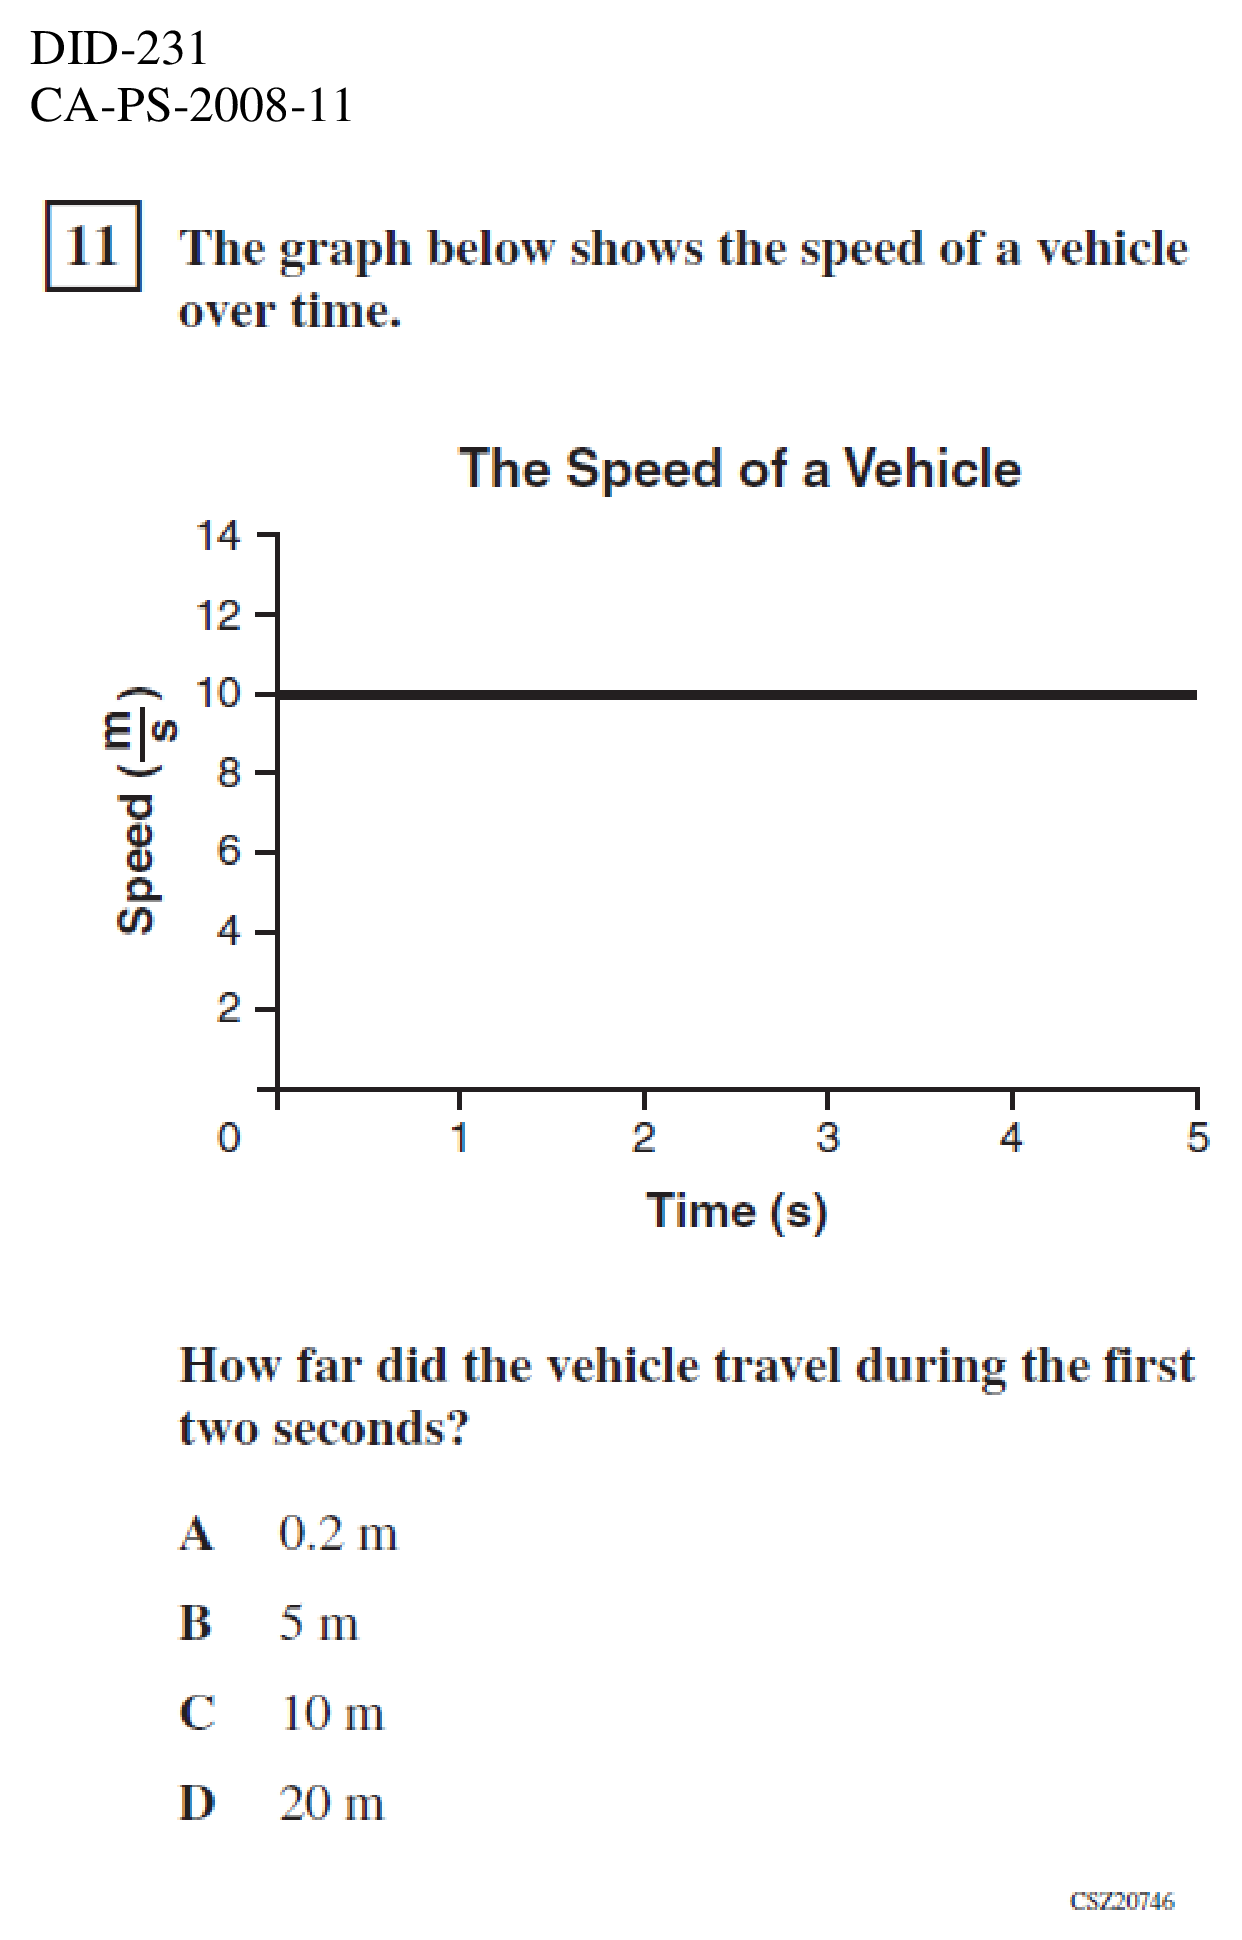 DID-231
CA-PS-2008-11
11 The graph below shows the speed of a vehicle
over time.
The Speed of a Vehicle
14
12
10
8
6
4
2
Speed (m/s)
0 1 2 3 4 5
Time (s)
How far did the vehicle travel during the first
two seconds?
A 0.2 m
B 5 m
C 10 m
D 20 m
CSZ20746